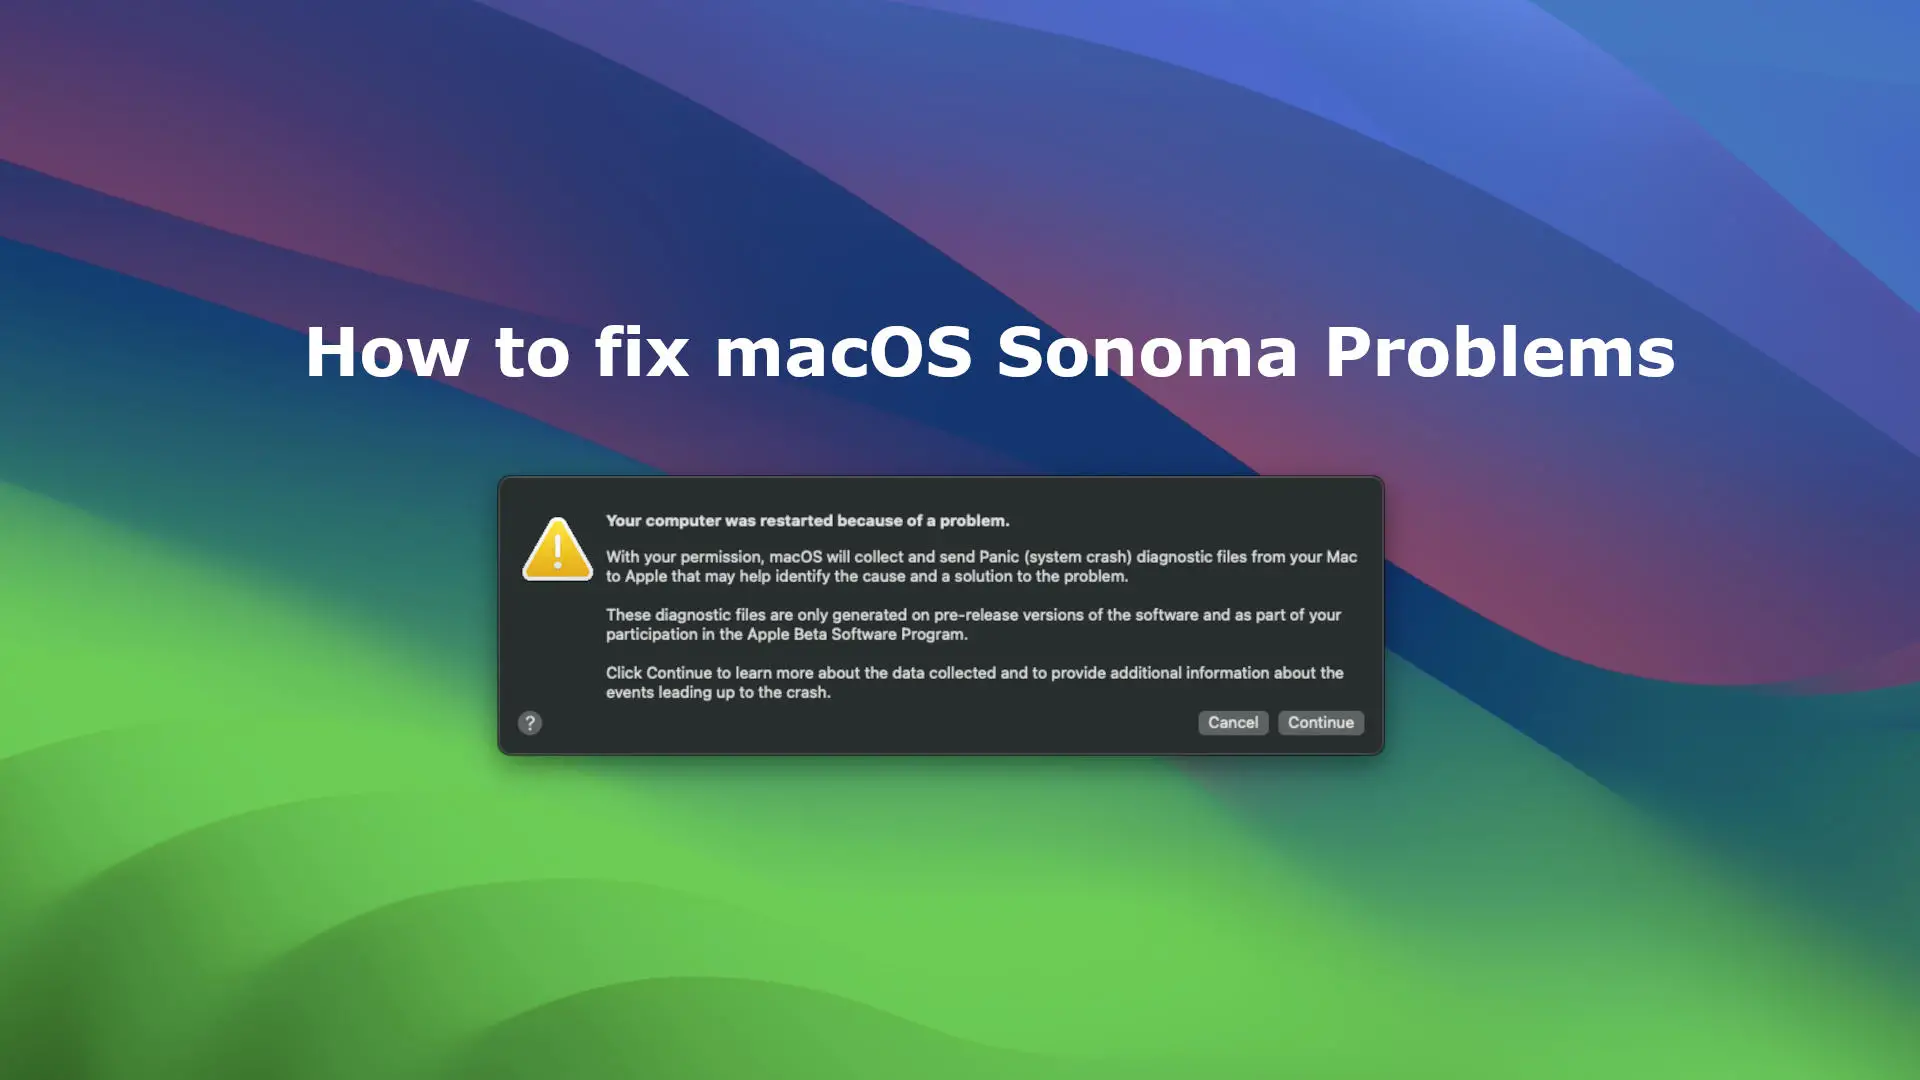 How to fix macOS Sonoma Problems
Your computer was restarted because of a problem.
With your permission, macOS will collect and send Panic (system crash) diagnostic files from your Mac
to Apple that may help identify the cause and a solution to the problem.
These diagnostic files are only generated on pre-release versions of the software and as part of your
participation in the Apple Beta Software Program.
Click Continue to learn more about the data collected and to provide additional information about the
events leading up to the crash.
?
Cancel Continue